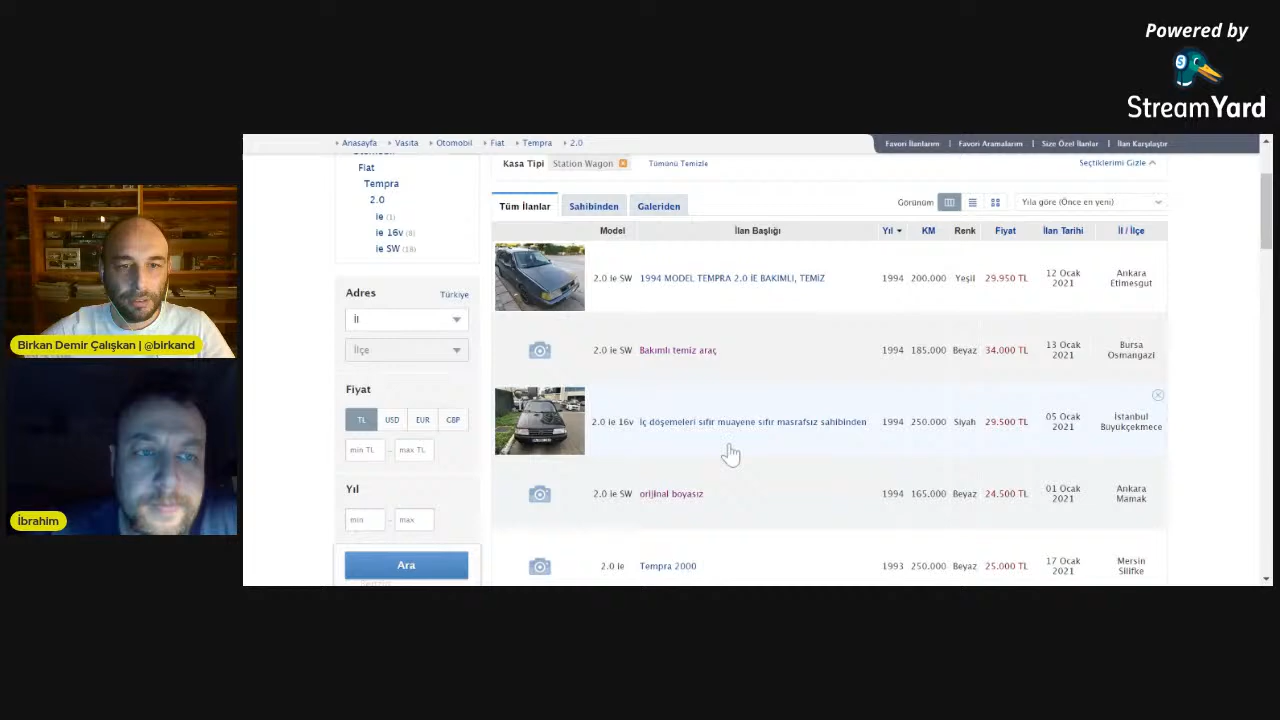 Powered by
StreamYard
Anasayfa Vasıta Otomobil Fiat Tempra 2.0
Favori İlanlarım | Favori Aramalarım | Size Özel İlanlar | İlan Karşılaştır
Fiat
Tempra
2.0
ie (1)
ie 16v (8)
ie SW (18)
Kasa Tipi Station Wagon Tümünü Temizle
Seçtiklerimi Gizle
Tüm İlanlar Sahibinden Galeriden
Görünüm Yıla göre (Önce en yeni)
Model İlan Başlığı Yıl KM Renk Fiyat İlan Tarihi İl / İlçe
2.0 ie SW 1994 MODEL TEMPRA 2.0 İE BAKIMLI, TEMİZ 1994 200.000 Yeşil 29.950 TL 12 Ocak 2021 Ankara Etimesgut
2.0 ie SW Bakımlı temiz araç 1994 185.000 Beyaz 34.000 TL 13 Ocak 2021 Bursa Osmangazi
2.0 ie 16v İç döşemeleri sıfır muayene sıfır masrafsız sahibinden 1994 250.000 Siyah 29.500 TL 05 Ocak 2021 İstanbul Büyükçekmece
2.0 ie SW orijinal boyasız 1994 165.000 Beyaz 24.500 TL 01 Ocak 2021 Ankara Mamak
2.0 ie Tempra 2000 1993 250.000 Beyaz 25.000 TL 17 Ocak 2021 Mersin Silifke
Adres Türkiye
İl
İlçe
Fiyat
TL USD EUR GBP
min TL - max TL
Yıl
min - max
Ara
Birkan Demir Çalışkan | @birkand
İbrahim